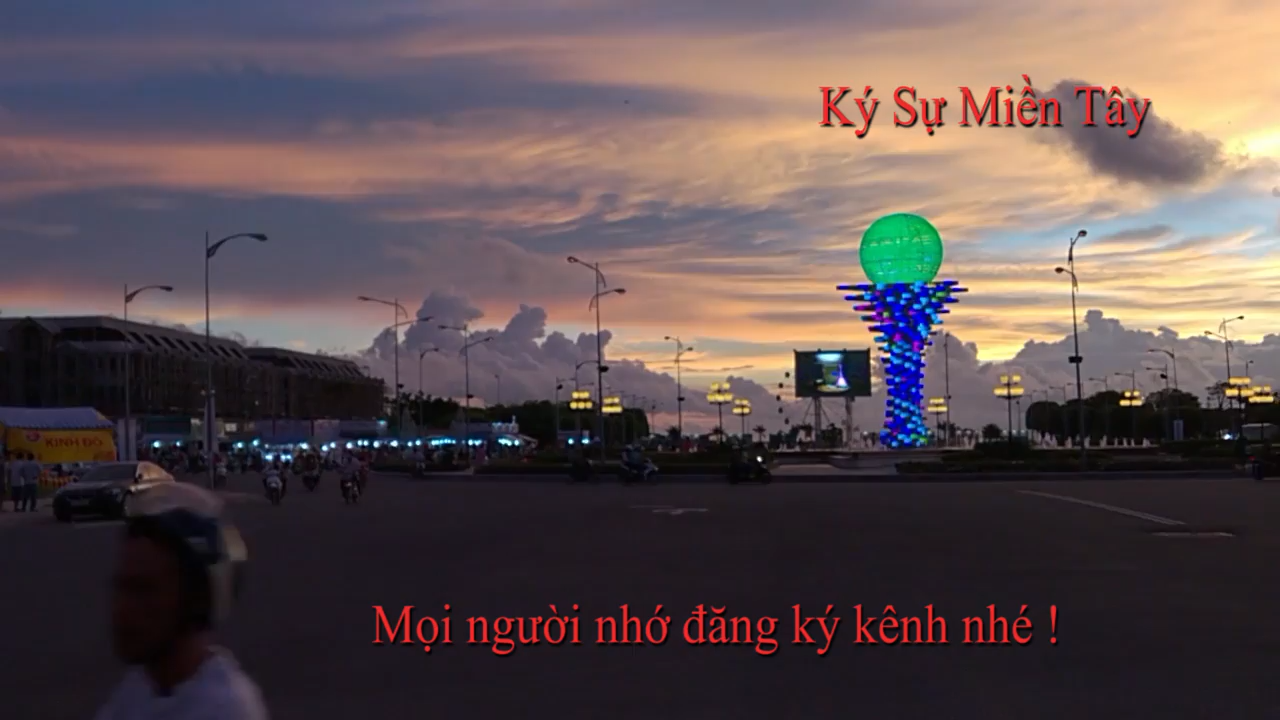 Ký Sự Miền Tây
KINH ĐÔ
Mọi người nhớ đăng ký kênh nhé !